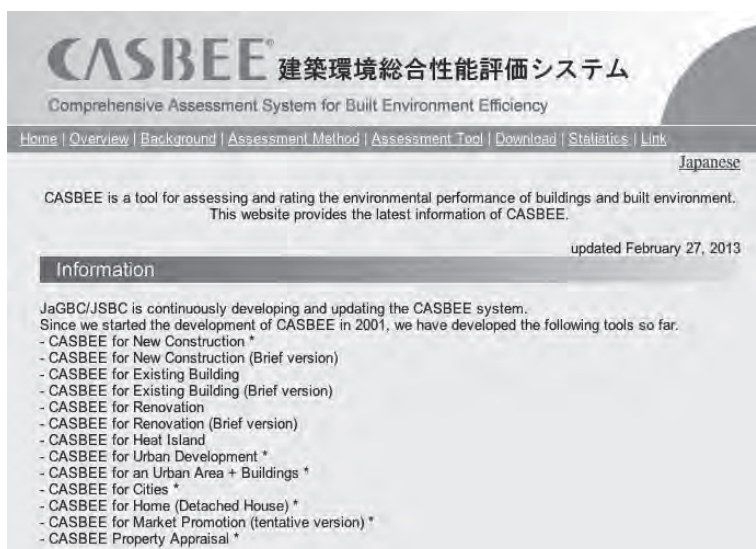 CASBEE® 建築環境総合性能評価システム
Comprehensive Assessment System for Built Environment Efficiency
Home | Overview | Background | Assessment Method | Assessment Tool | Download | Statistics | Link
Japanese
CASBEE is a tool for assessing and rating the environmental performance of buildings and built environment.
This website provides the latest information of CASBEE.
updated February 27, 2013
Information
JaGBC/JSBC is continuously developing and updating the CASBEE system.
Since we started the development of CASBEE in 2001, we have developed the following tools so far.
- CASBEE for New Construction *
- CASBEE for New Construction (Brief version)
- CASBEE for Existing Building
- CASBEE for Existing Building (Brief version)
- CASBEE for Renovation
- CASBEE for Renovation (Brief version)
- CASBEE for Heat Island
- CASBEE for Urban Development *
- CASBEE for an Urban Area + Buildings *
- CASBEE for Cities *
- CASBEE for Home (Detached House) *
- CASBEE for Market Promotion (tentative version) *
- CASBEE Property Appraisal *